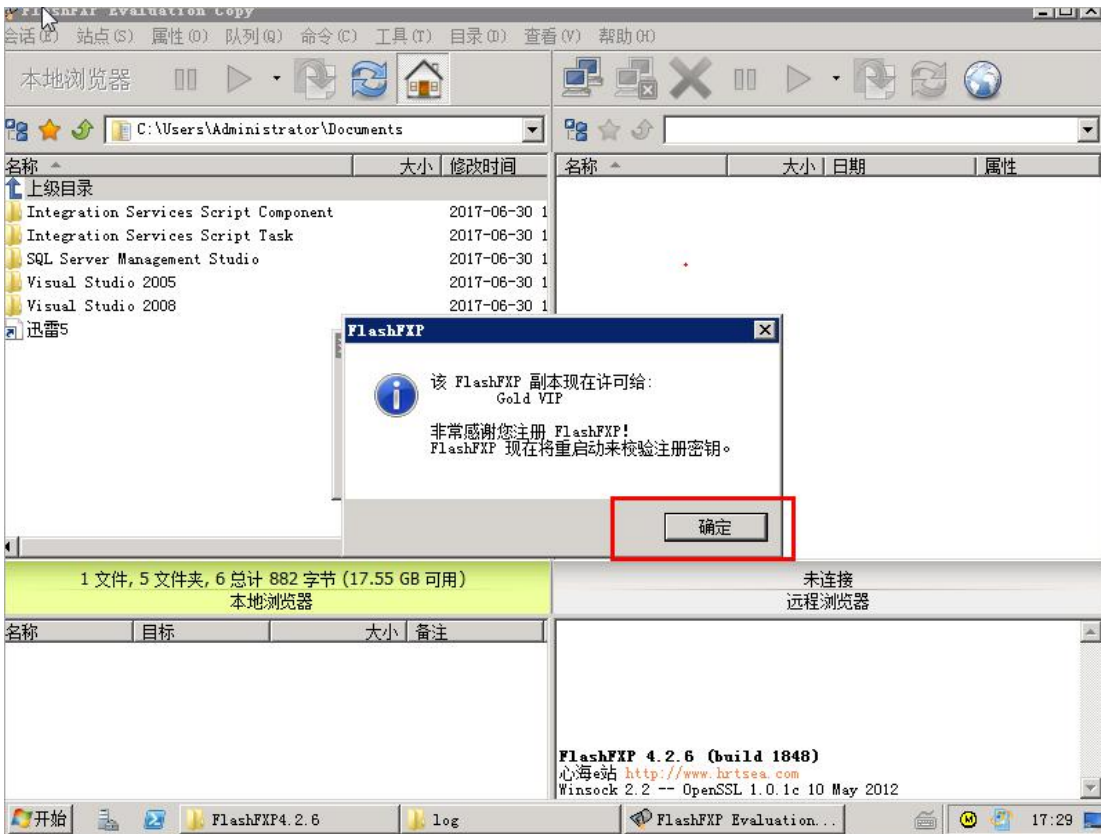 FlashFXP Evaluation Copy
会话(E) 站点(S) 属性(O) 队列(Q) 命令(C) 工具(T) 目录(D) 查看(V) 帮助(H)
本地浏览器
C:\Users\Administrator\Documents
名称 大小 修改时间 名称 大小 日期 属性
上级目录
Integration Services Script Component 2017-06-30 1
Integration Services Script Task 2017-06-30 1
SQL Server Management Studio 2017-06-30 1
Visual Studio 2005 2017-06-30 1
Visual Studio 2008 2017-06-30 1
迅雷5
FlashFXP
该 FlashFXP 副本现在许可给:
Gold VIP
非常感谢您注册 FlashFXP!
FlashFXP 现在将重启动来校验注册密钥。
确定
1 文件, 5 文件夹, 6 总计 882 字节 (17.55 GB 可用)
本地浏览器
未连接
远程浏览器
名称 目标 大小 备注
FlashFXP 4.2.6 (build 1848)
心海e站 http://www.hrtsea.com
Winsock 2.2 -- OpenSSL 1.0.1c 10 May 2012
开始 FlashFXP4.2.6 log FlashFXP Evaluation... 17:29